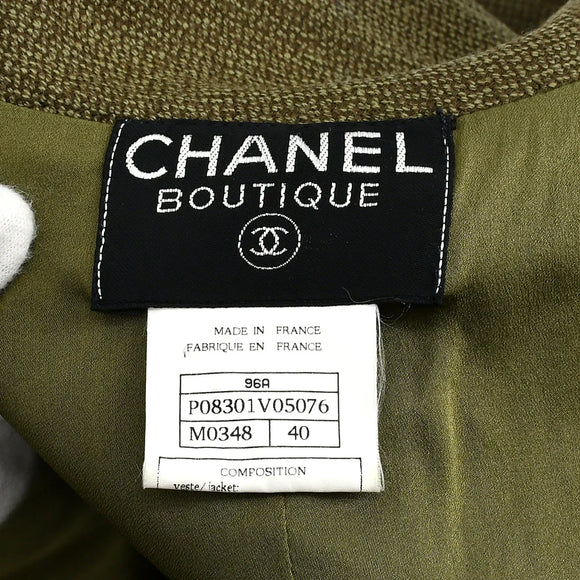 CHANEL
BOUTIQUE
MADE IN FRANCE
FABRIQUE EN FRANCE
96A
P08301V05076
M0348 40
COMPOSITION
veste/jacket: